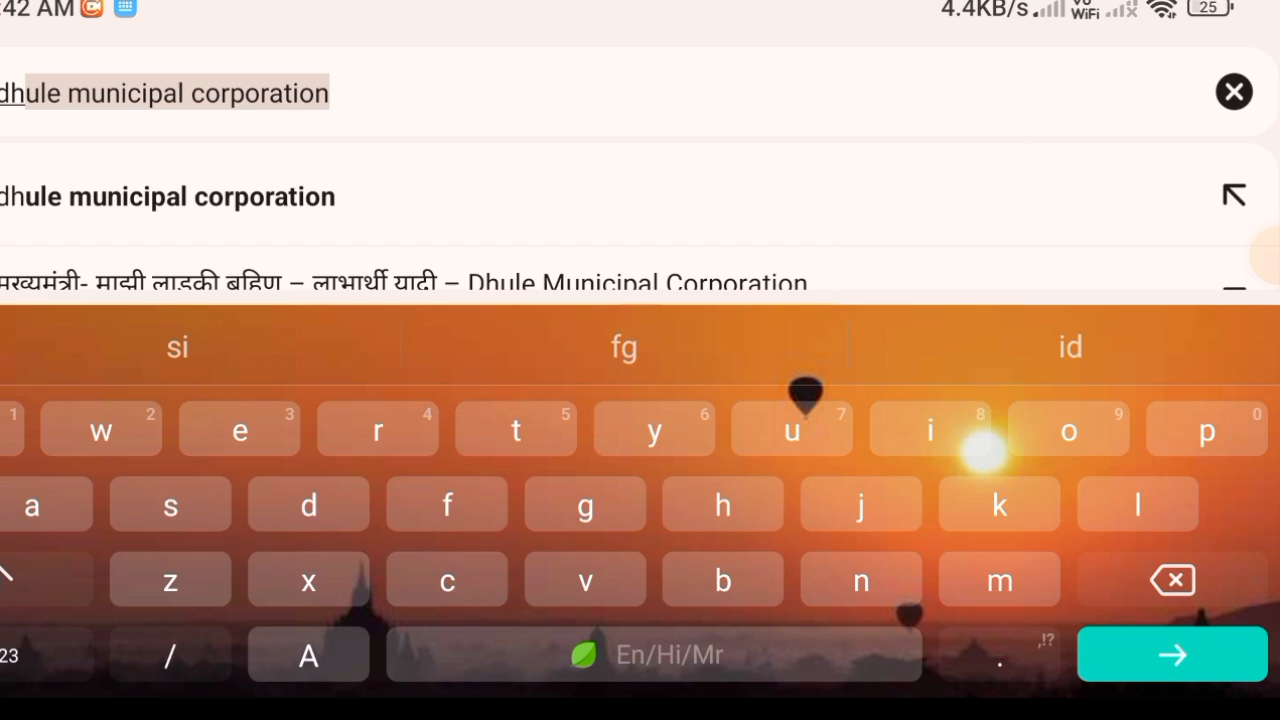 :42 AM 4.4KB/s Vo WiFi 25
dhule municipal corporation
dhule municipal corporation
मुख्यमंत्री- माझी लाडकी बहिण – लाभार्थी यादी – Dhule Municipal Corporation
si fg id
1 w 2 e 3 r 4 t 5 y 6 u 7 i 8 o 9 p 0
a s d f g h j k l
z x c v b n m
23 / A En/Hi/Mr . ,!?